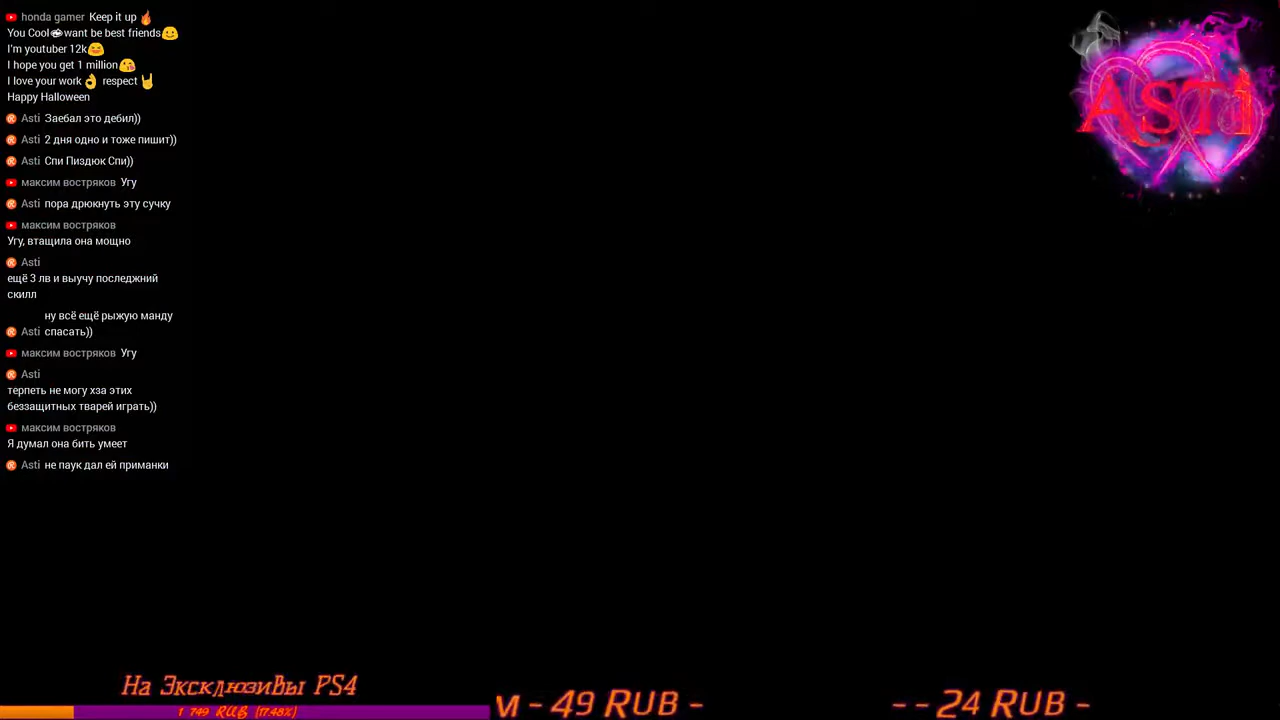 honda gamer Keep it up
You Cool want be best friends
I'm youtuber 12k
I hope you get 1 million
I love your work respect
Happy Halloween
Asti Заебал это дебил))
Asti 2 дня одно и тоже пишит))
Asti Спи Пиздюк Спи))
максим востряков Угу
Asti пора дрюкнуть эту сучку
максим востряков
Угу, втащила она мощно
Asti
ещё 3 лв и выучу последжний
скилл
ну всё ещё рыжую манду
Asti спасать))
максим востряков Угу
Asti
терпеть не могу хза этих
беззащитных тварей играть))
максим востряков
Я думал она бить умеет
Asti не паук дал ей приманки
ASTI
На Эксклюзивы PS4
1 749 RUB (17.48%)
- 49 RUB -
- - 24 RUB -